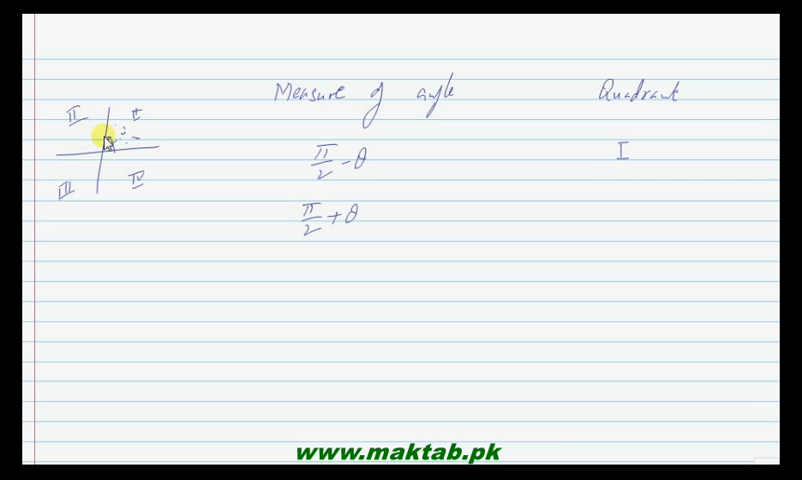 Measure of angle Quadrant
II I
π/2 - θ I
III IV
π/2 + θ
www.maktab.pk